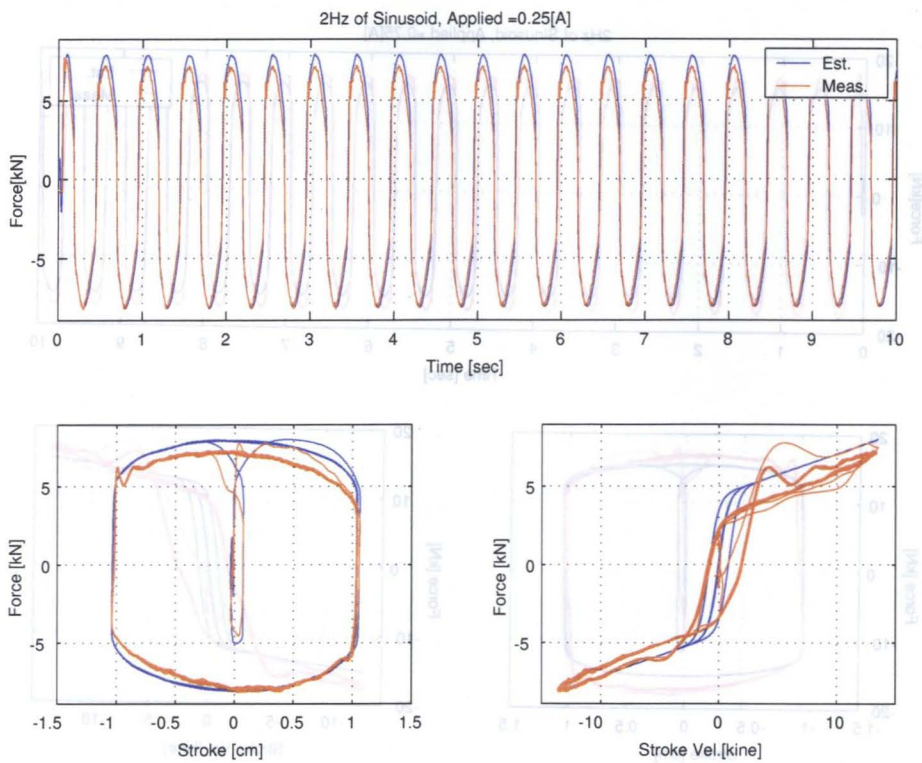 2Hz of Sinusoid, Applied =0.25[A]
Est.
Meas.
5
0
-5
Force[kN]
0 1 2 3 4 5 6 7 8 9 10
Time [sec]
5
0
-5
Force [kN]
-1.5 -1 -0.5 0 0.5 1 1.5
Stroke [cm]
5
0
-5
Force [kN]
-10 0 10
Stroke Vel.[kine]